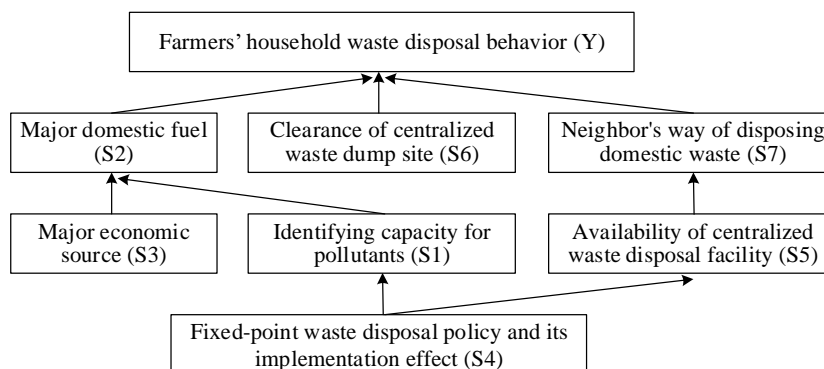 Farmers’ household waste disposal behavior (Y)
Major domestic fuel
(S2)
Clearance of centralized
waste dump site (S6)
Neighbor's way of disposing
domestic waste (S7)
Major economic
source (S3)
Identifying capacity for
pollutants (S1)
Availability of centralized
waste disposal facility (S5)
Fixed-point waste disposal policy and its
implementation effect (S4)